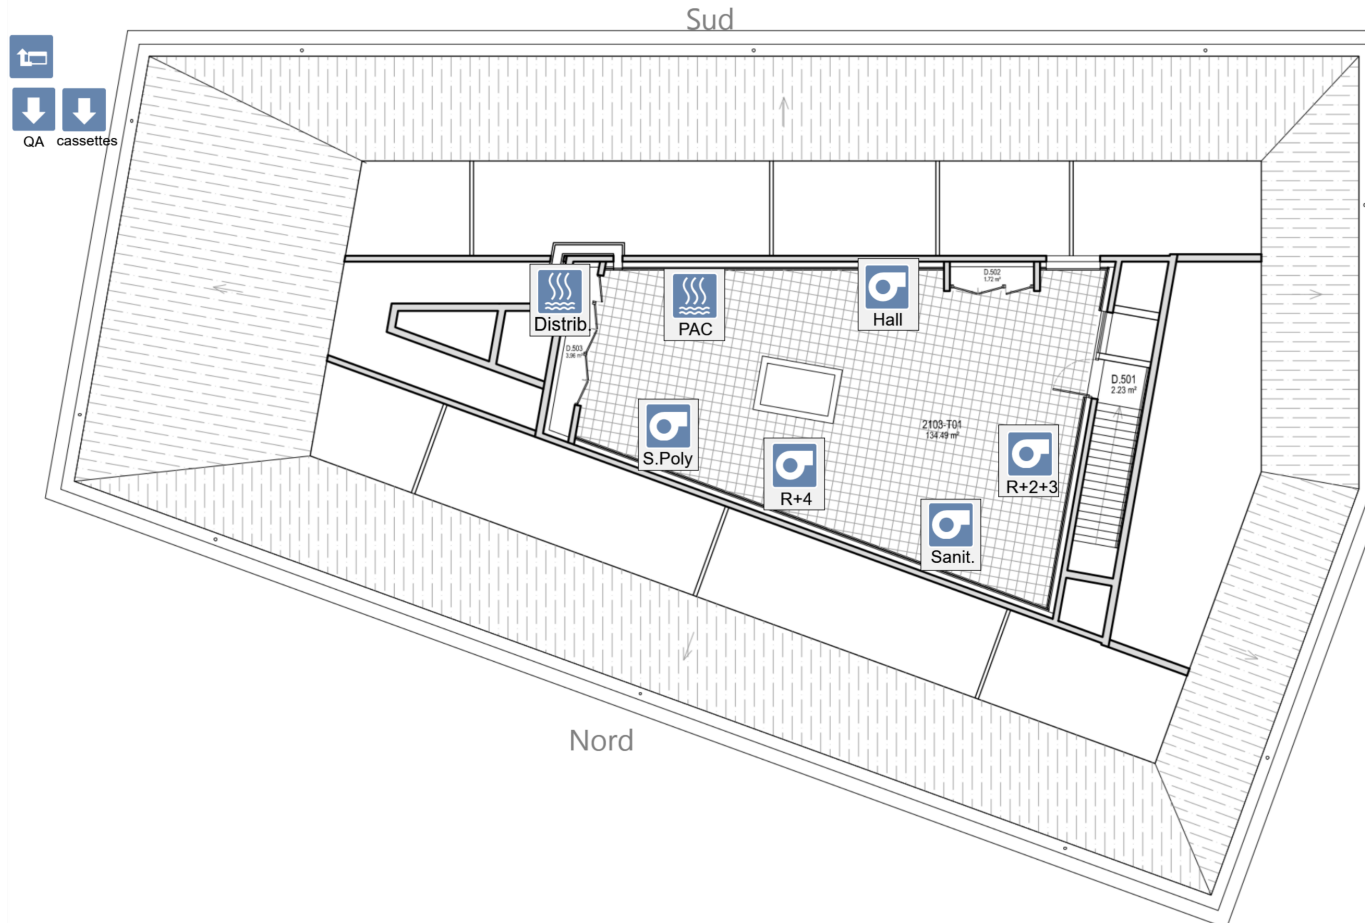 Sud
QA
cassettes
D.502
1.72 m²
Distrib.
PAC
Hall
D.503
3.96 m²
D.501
2.23 m²
2103-T01
134.49 m²
S.Poly
R+4
R+2+3
Sanit.
Nord